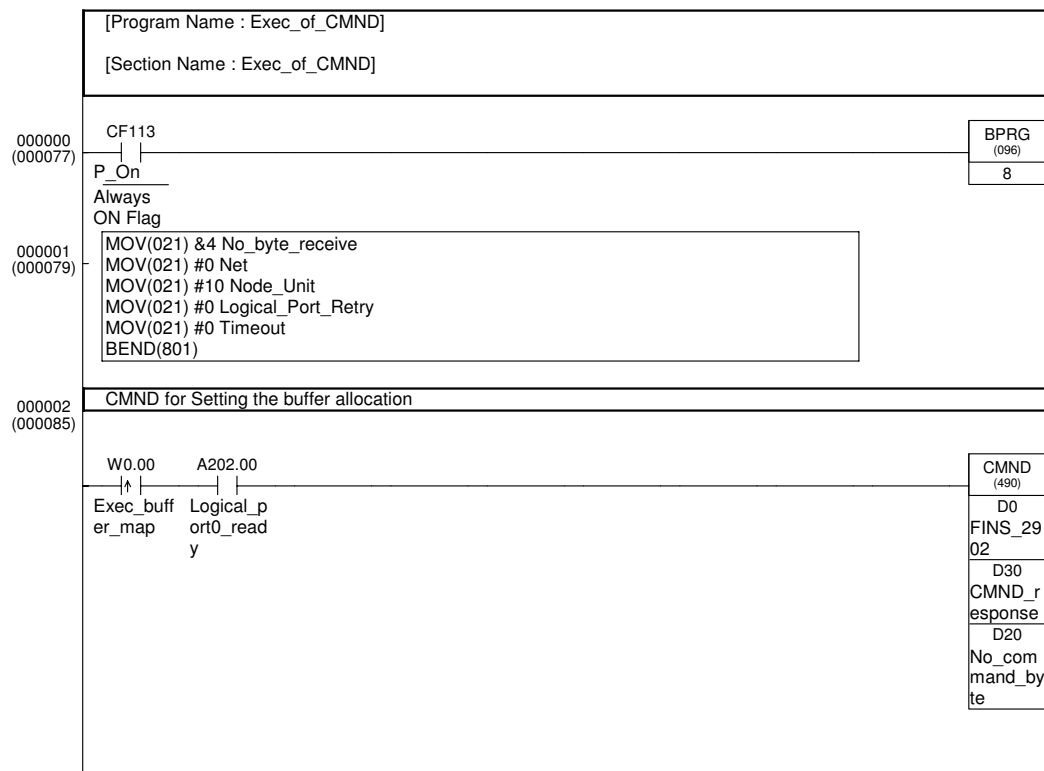 [Program Name : Exec_of_CMND]
[Section Name : Exec_of_CMND]
000000
(000077)
CF113
P_On
Always
ON Flag
BPRG
(096)
8
000001
(000079)
MOV(021) &4 No_byte_receive
MOV(021) #0 Net
MOV(021) #10 Node_Unit
MOV(021) #0 Logical_Port_Retry
MOV(021) #0 Timeout
BEND(801)
000002
(000085)
CMND for Setting the buffer allocation
W0.00
A202.00
Exec_buff
er_map
Logical_p
ort0_read
y
CMND
(490)
D0
FINS_29
02
D30
CMND_r
esponse
D20
No_com
mand_by
te